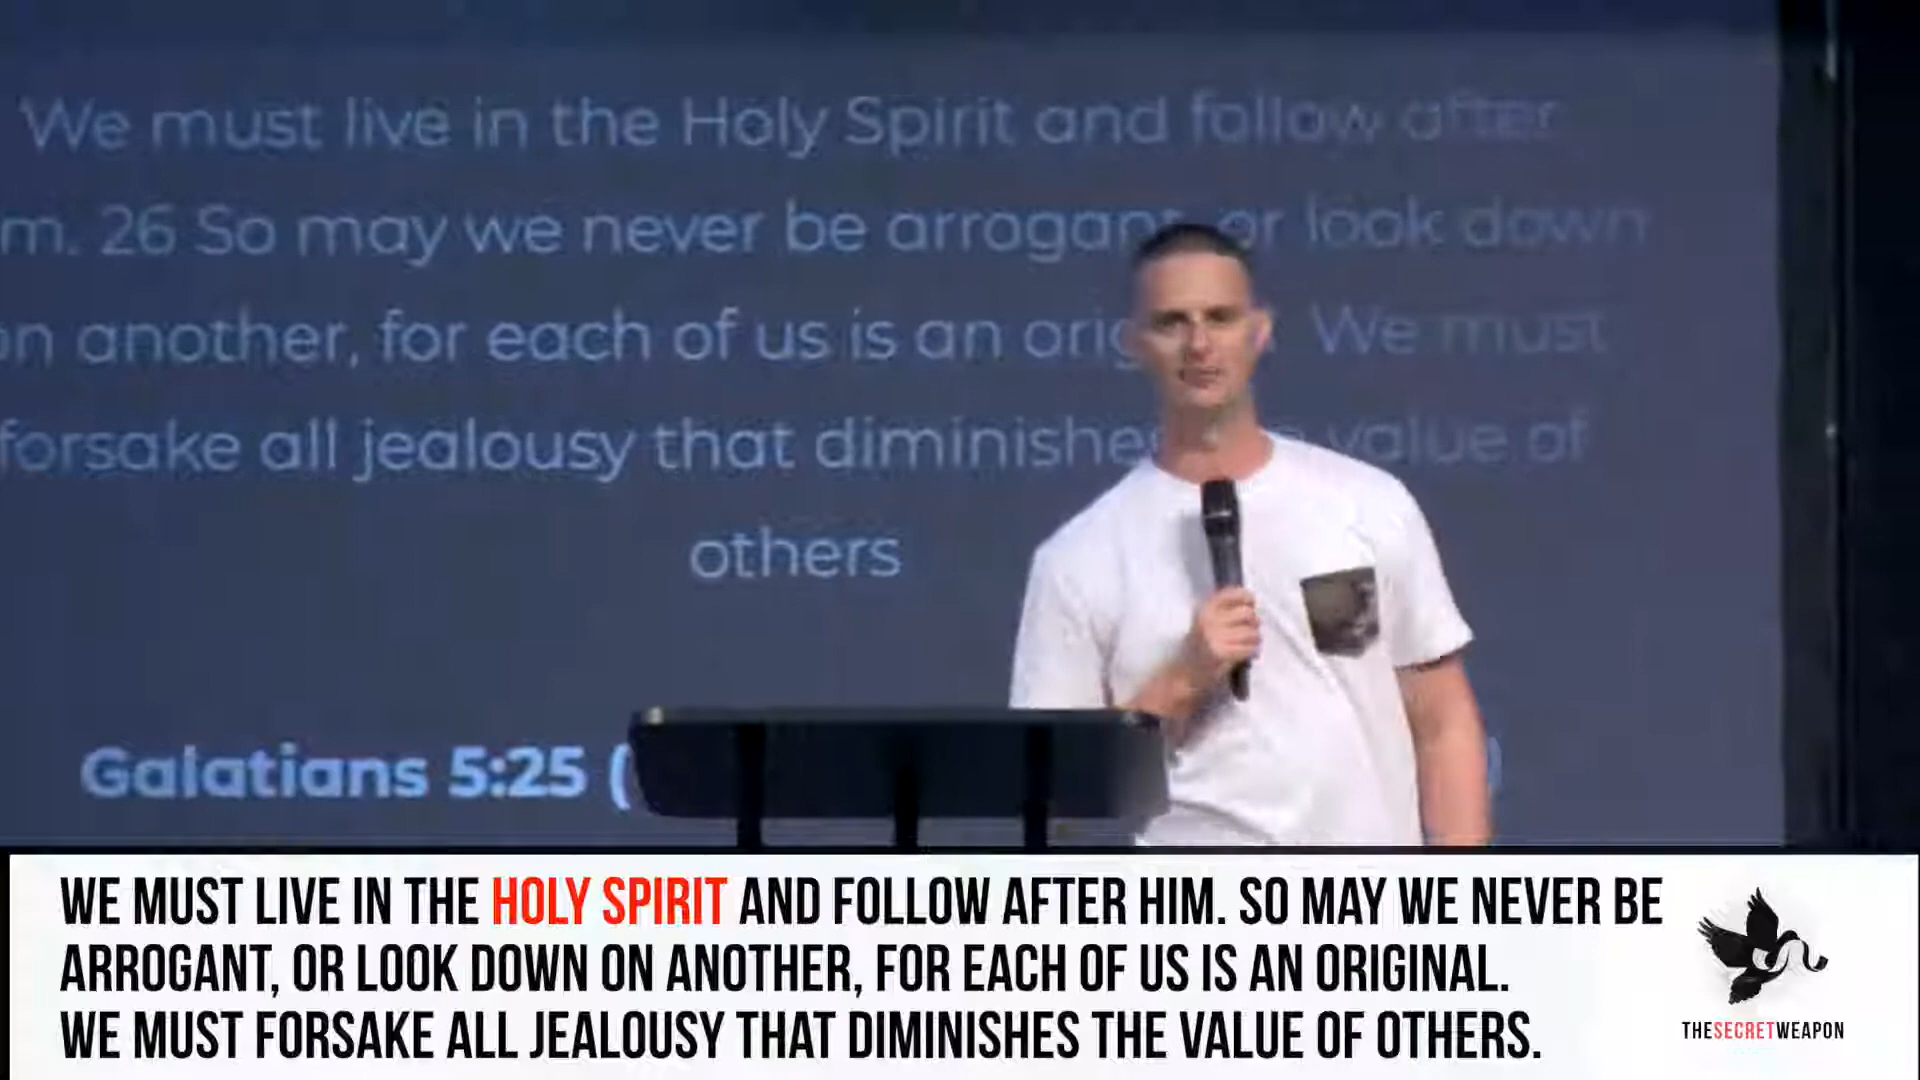 We must live in the Holy Spirit and follow after
m. 26 So may we never be arrogant, or look down
on another, for each of us is an orig We must
forsake all jealousy that diminishes value of
others
Galatians 5:25 (
)
WE MUST LIVE IN THE HOLY SPIRIT AND FOLLOW AFTER HIM. SO MAY WE NEVER BE
ARROGANT, OR LOOK DOWN ON ANOTHER, FOR EACH OF US IS AN ORIGINAL.
WE MUST FORSAKE ALL JEALOUSY THAT DIMINISHES THE VALUE OF OTHERS.
THESECRETWEAPON